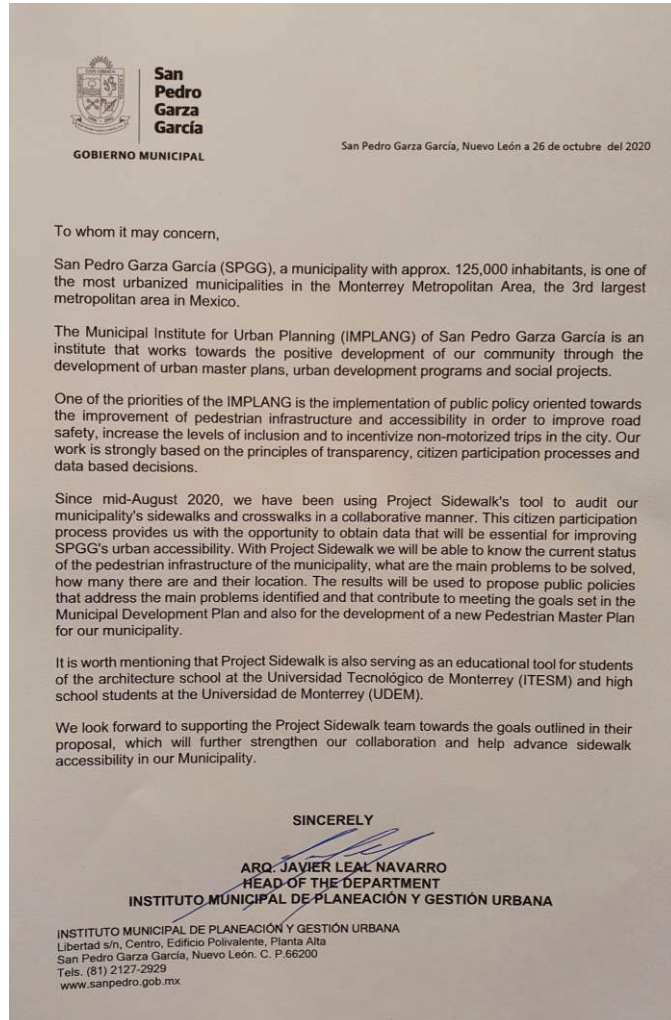 San
Pedro
Garza
García
GOBIERNO MUNICIPAL
San Pedro Garza García, Nuevo León a 26 de octubre del 2020
To whom it may concern,
San Pedro Garza García (SPGG), a municipality with approx. 125,000 inhabitants, is one of
the most urbanized municipalities in the Monterrey Metropolitan Area, the 3rd largest
metropolitan area in Mexico.
The Municipal Institute for Urban Planning (IMPLANG) of San Pedro Garza García is an
institute that works towards the positive development of our community through the
development of urban master plans, urban development programs and social projects.
One of the priorities of the IMPLANG is the implementation of public policy oriented towards
the improvement of pedestrian infrastructure and accessibility in order to improve road
safety, increase the levels of inclusion and to incentivize non-motorized trips in the city. Our
work is strongly based on the principles of transparency, citizen participation processes and
data based decisions.
Since mid-August 2020, we have been using Project Sidewalk's tool to audit our
municipality's sidewalks and crosswalks in a collaborative manner. This citizen participation
process provides us with the opportunity to obtain data that will be essential for improving
SPGG's urban accessibility. With Project Sidewalk we will be able to know the current status
of the pedestrian infrastructure of the municipality, what are the main problems to be solved,
how many there are and their location. The results will be used to propose public policies
that address the main problems identified and that contribute to meeting the goals set in the
Municipal Development Plan and also for the development of a new Pedestrian Master Plan
for our municipality.
It is worth mentioning that Project Sidewalk is also serving as an educational tool for students
of the architecture school at the Universidad Tecnológico de Monterrey (ITESM) and high
school students at the Universidad de Monterrey (UDEM).
We look forward to supporting the Project Sidewalk team towards the goals outlined in their
proposal, which will further strengthen our collaboration and help advance sidewalk
accessibility in our Municipality.
SINCERELY
ARQ. JAVIER LEAL NAVARRO
HEAD OF THE DEPARTMENT
INSTITUTO MUNICIPAL DE PLANEACIÓN Y GESTIÓN URBANA
INSTITUTO MUNICIPAL DE PLANEACIÓN Y GESTIÓN URBANA
Libertad s/n, Centro, Edificio Polivalente, Planta Alta
San Pedro Garza García, Nuevo León. C. P.66200
Tels. (81) 2127-2929
www.sanpedro.gob.mx